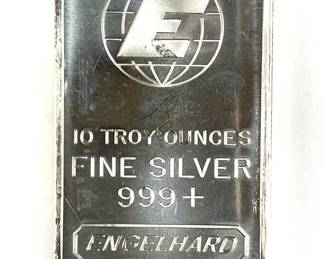 E
10 TROY OUNCES
FINE SILVER
999+
ENGELHARD